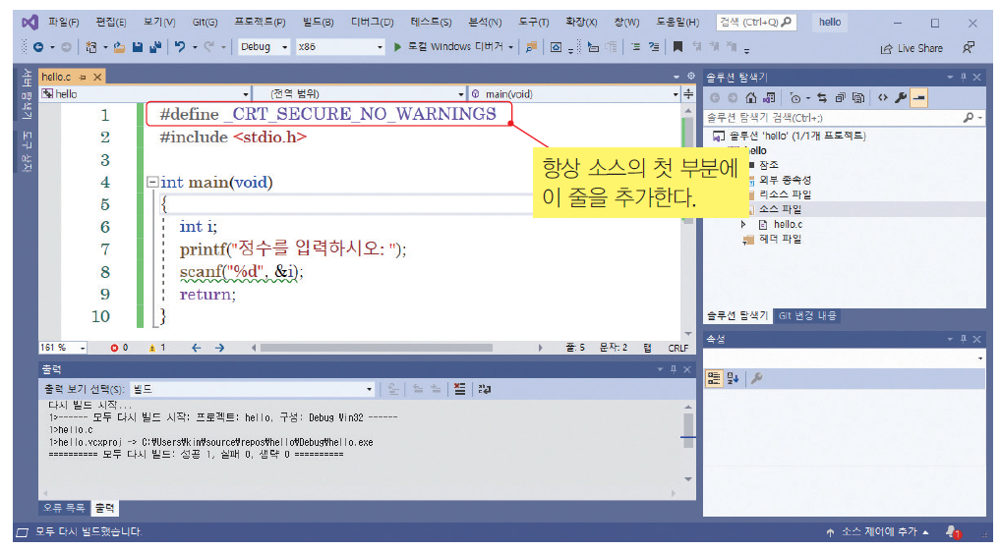 파일(F) 편집(E) 보기(V) Git(G) 프로젝트(P) 빌드(B) 디버그(D) 테스트(S) 분석(N) 도구(T) 확장(X) 창(W) 도움말(H) 검색 (Ctrl+Q) hello
Debug x86 로컬 Windows 디버거 Live Share
서버 탐색기 도구 상자
hello.c
hello (전역 범위) main(void)
1 #define _CRT_SECURE_NO_WARNINGS
2 #include <stdio.h>
3
4 int main(void)
5 {
6 int i;
7 printf("정수를 입력하시오: ");
8 scanf("%d", &i);
9 return;
10 }
항상 소스의 첫 부분에
이 줄을 추가한다.
161 % 0 1 줄: 5 문자: 2 탭 CRLF
출력
출력 보기 선택(S): 빌드
다시 빌드 시작...
1>------ 모두 다시 빌드 시작: 프로젝트: hello, 구성: Debug Win32 ------
1>hello.c
1>hello.vcxproj -> C:₩Users₩kin₩source₩repos₩hello₩Debug₩hello.exe
========== 모두 다시 빌드: 성공 1, 실패 0, 생략 0 ==========
오류 목록 출력
솔루션 탐색기
솔루션 탐색기 검색(Ctrl+;)
솔루션 'hello' (1/1개 프로젝트)
hello
참조
외부 종속성
리소스 파일
소스 파일
hello.c
헤더 파일
솔루션 탐색기 Git 변경 내용
속성
모두 다시 빌드했습니다. 소스 제어에 추가 1